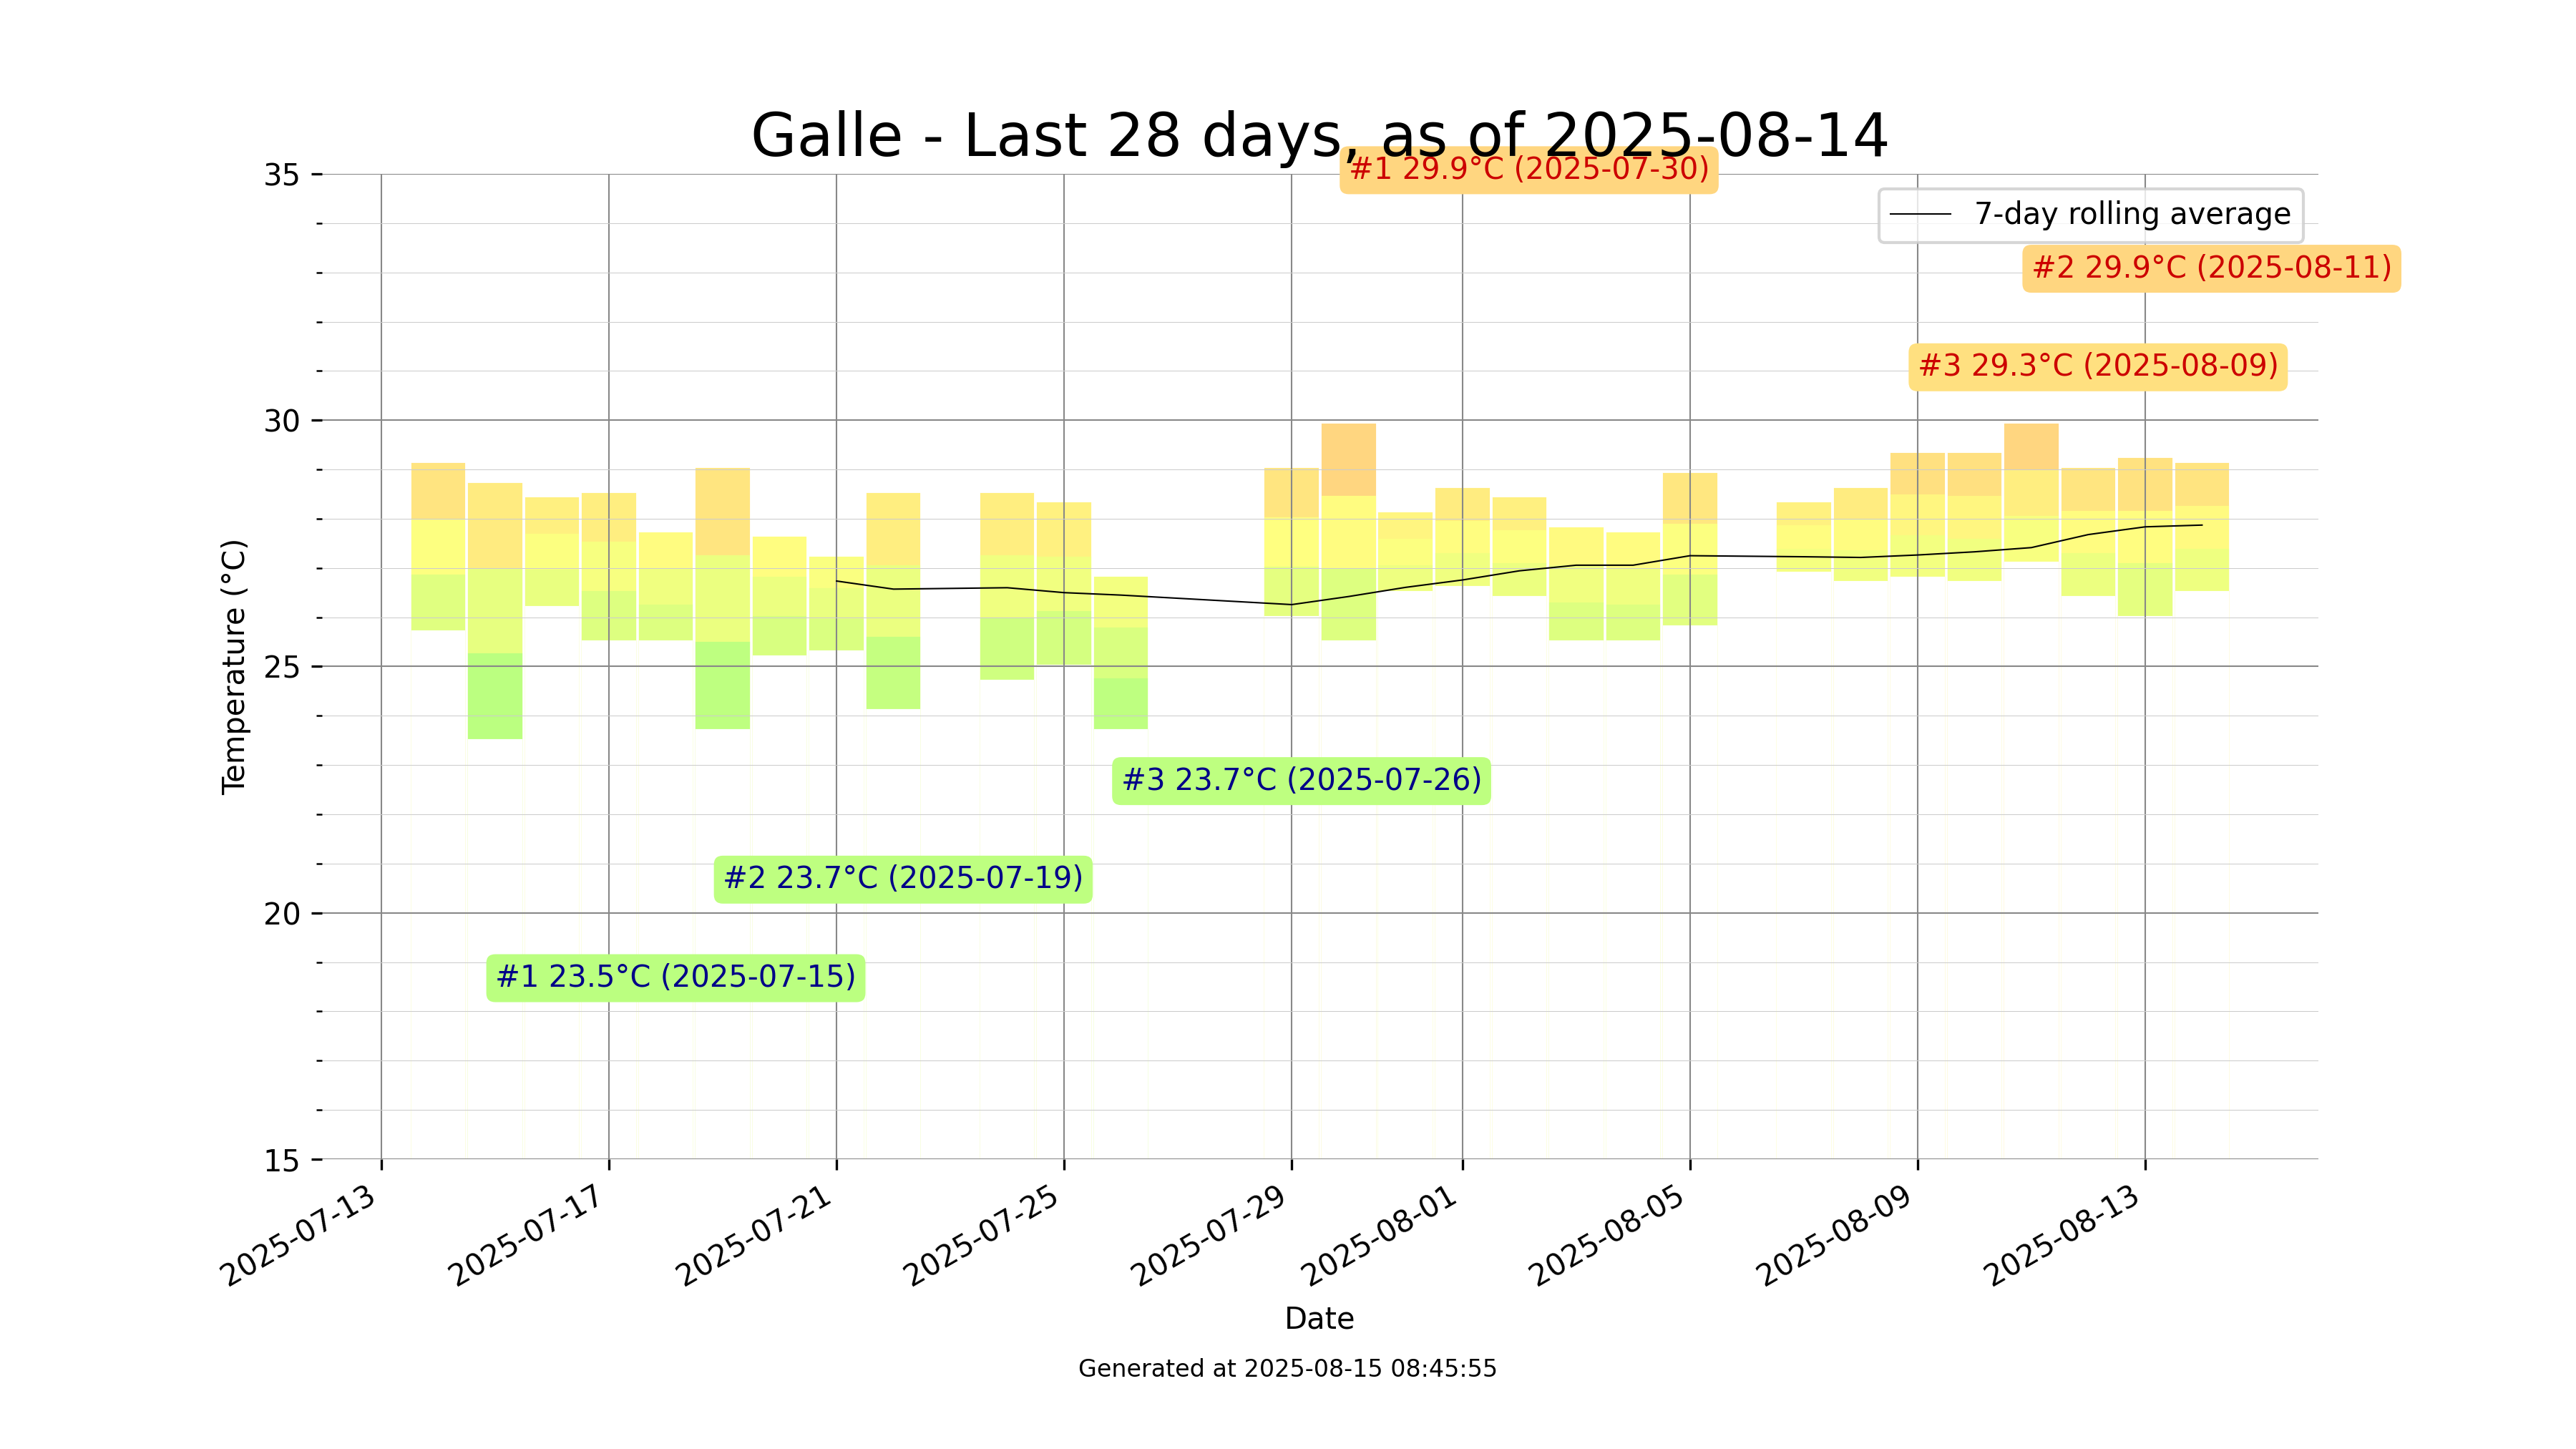 Galle - Last 28 days, as of 2025-08-14
#1 29.9°C (2025-07-30)
7-day rolling average
#2 29.9°C (2025-08-11)
#3 29.3°C (2025-08-09)
#3 23.7°C (2025-07-26)
#2 23.7°C (2025-07-19)
#1 23.5°C (2025-07-15)
Temperature (°C)
35
30
25
20
15
2025-07-13
2025-07-17
2025-07-21
2025-07-25
2025-07-29
2025-08-01
2025-08-05
2025-08-09
2025-08-13
Date
Generated at 2025-08-15 08:45:55